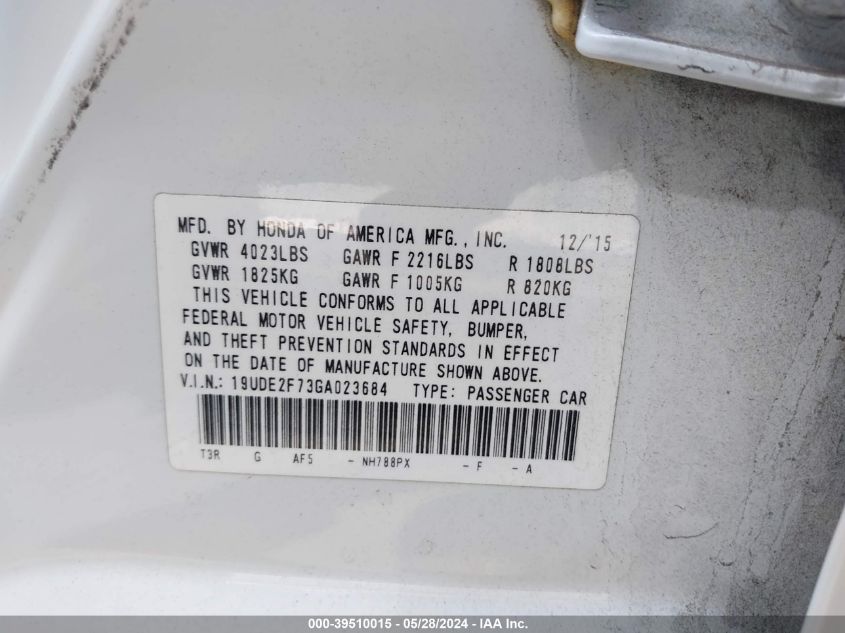 MFD. BY HONDA OF AMERICA MFG., INC. 12/'15
GVWR 4023LBS GAWR F 2216LBS R 1808LBS
GVWR 1825KG GAWR F 1005KG R 820KG
THIS VEHICLE CONFORMS TO ALL APPLICABLE
FEDERAL MOTOR VEHICLE SAFETY, BUMPER,
AND THEFT PREVENTION STANDARDS IN EFFECT
ON THE DATE OF MANUFACTURE SHOWN ABOVE.
V.I.N.: 19UDE2F73GA023684 TYPE: PASSENGER CAR
T3R G AF5 - NH788PX - F - A
000-39510015 - 05/28/2024 - IAA Inc.